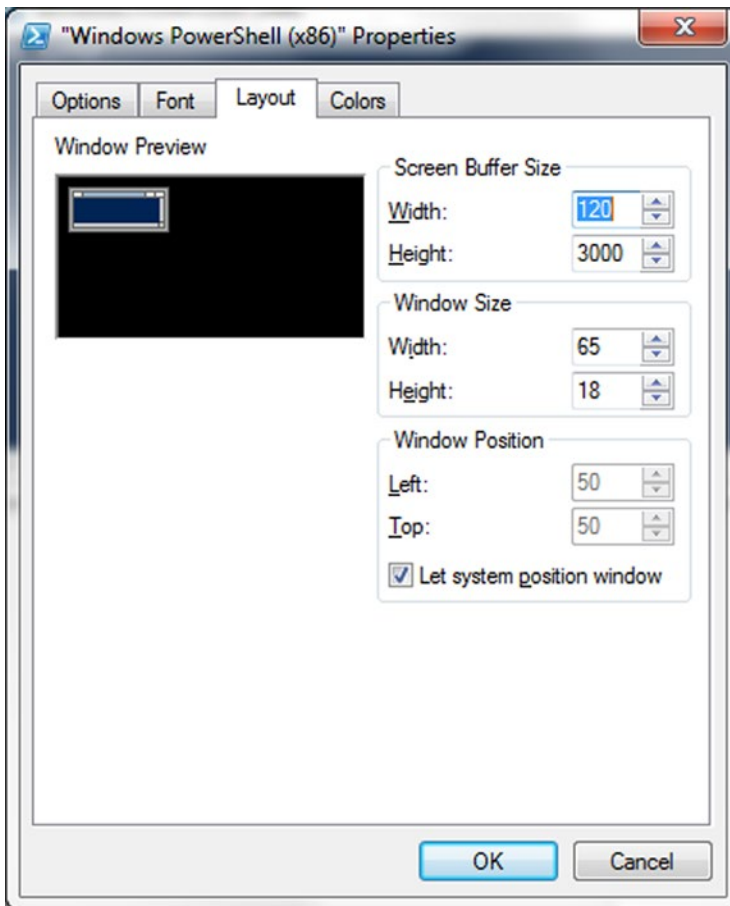 "Windows PowerShell (x86)" Properties
Options Font Layout Colors
Window Preview
Screen Buffer Size
Width: 120
Height: 3000
Window Size
Width: 65
Height: 18
Window Position
Left: 50
Top: 50
Let system position window
OK Cancel